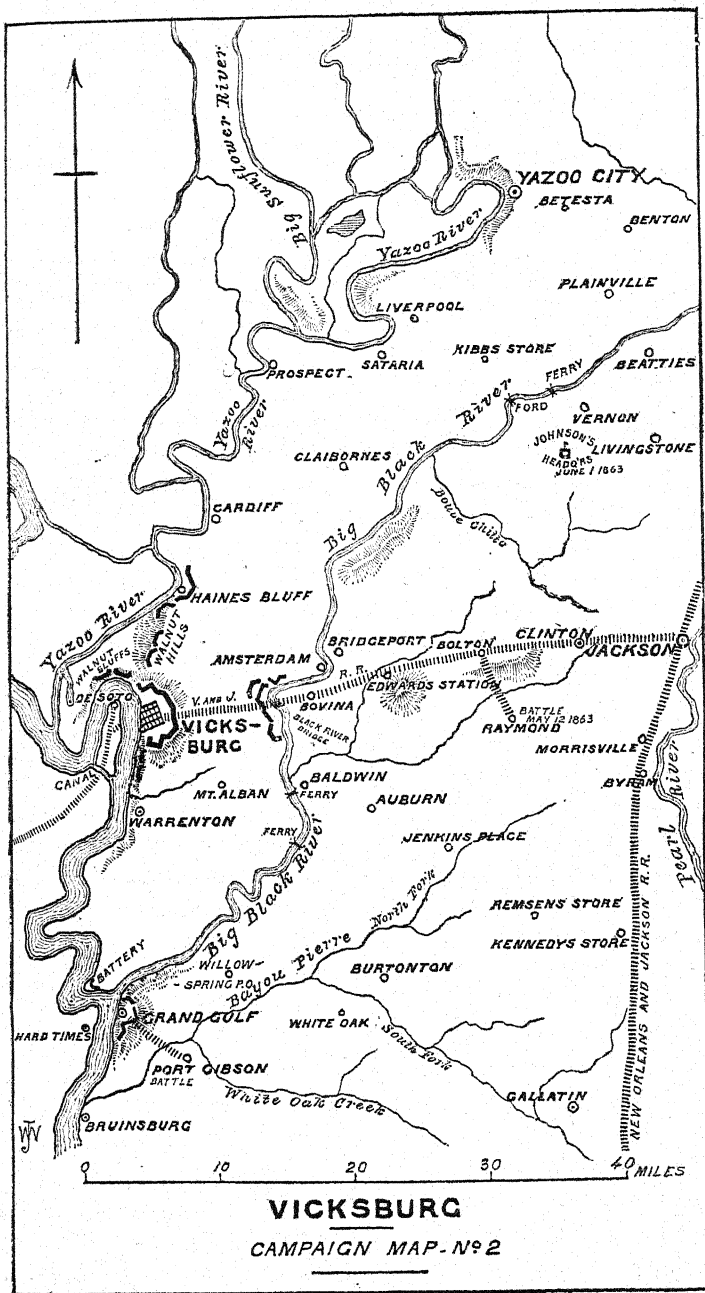 Big Sunflower River
YAZOO CITY
BETESTA
BENTON
Yazoo River
PLAINVILLE
LIVERPOOL
SATARIA
KIBBS STORE
FERRY
BEATTIES
PROSPECT
FORD
VERNON
Yazoo River
CLAIBORNES
JOHNSON'S
HEADQ'RS
JUNE 1 1863
LIVINGSTONE
Big Black River
CARDIFF
Bouge Chitta
HAINES BLUFF
Yazoo River
WALNUT HILLS
WALNUT BLUFFS
BRIDGEPORT
BOLTON
CLINTON
JACKSON
AMSTERDAM
R.R.
EDWARDS STATION
DE SOTO
V. AND J.
BOVINA
BATTLE
MAY 12 1863
RAYMOND
VICKS-
BURG
BLACK RIVER
BRIDGE
MORRISVILLE
CANAL
MT. ALBAN
BALDWIN
BYRAM
FERRY
AUBURN
WARRENTON
FERRY
JENKINS PLACE
Pearl River
Big Black River
REMSENS STORE
KENNEDYS STORE
North Fork
BATTERY
WILLOW
SPRING P.O.
Bayou Pierre
BURTONTON
GRAND GULF
HARD TIMES
WHITE OAK
South Fork
PORT GIBSON
BATTLE
White Oak Creek
GALLATIN
NEW ORLEANS AND JACKSON R.R.
BRUINSBURG
0 10 20 30 40 MILES
VICKSBURG
CAMPAIGN MAP-Nº 2